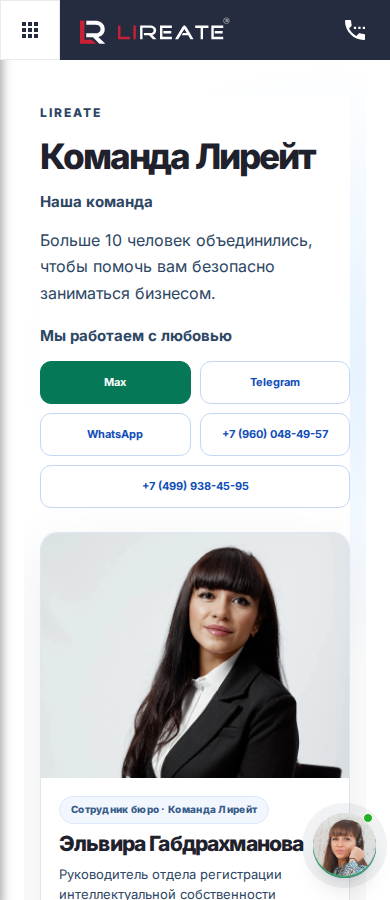 LIREATE®
LIREATE
Команда Лирейт
Наша команда
Больше 10 человек объединились,
чтобы помочь вам безопасно
заниматься бизнесом.
Мы работаем с любовью
Max
Telegram
WhatsApp
+7 (960) 048-49-57
+7 (499) 938-45-95
Сотрудник бюро · Команда Лирейт
Эльвира Габдрахманова
Руководитель отдела регистрации
интеллектуальной собственности